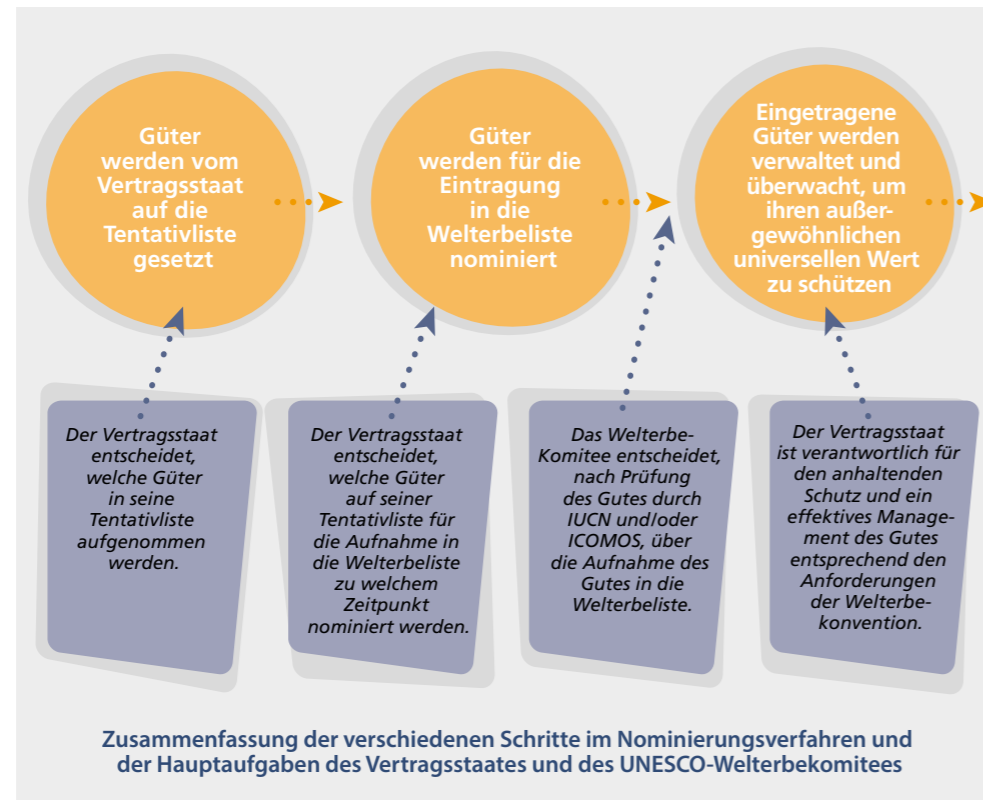 Güter
werden vom
Vertragsstaat
auf die
Tentativliste
gesetzt
Güter
werden für die
Eintragung
in die
Welterbeliste
nominiert
Eingetragene
Güter werden
verwaltet und
überwacht, um
ihren außer-
gewöhnlichen
universellen Wert
zu schützen
Der Vertragsstaat
entscheidet,
welche Güter
in seine
Tentativliste
aufgenommen
werden.
Der Vertragsstaat
entscheidet,
welche Güter
auf seiner
Tentativliste für
die Aufnahme in
die Welterbeliste
zu welchem
Zeitpunkt
nominiert werden.
Das Welterbe-
Komitee entscheidet,
nach Prüfung
des Gutes durch
IUCN und/oder
ICOMOS, über
die Aufnahme des
Gutes in die
Welterbeliste.
Der Vertragsstaat
ist verantwortlich für
den anhaltenden
Schutz und ein
effektives Manage-
ment des Gutes
entsprechend den
Anforderungen
der Welterbe-
konvention.
Zusammenfassung der verschiedenen Schritte im Nominierungsverfahren und
der Hauptaufgaben des Vertragsstaates und des UNESCO-Welterbekomitees